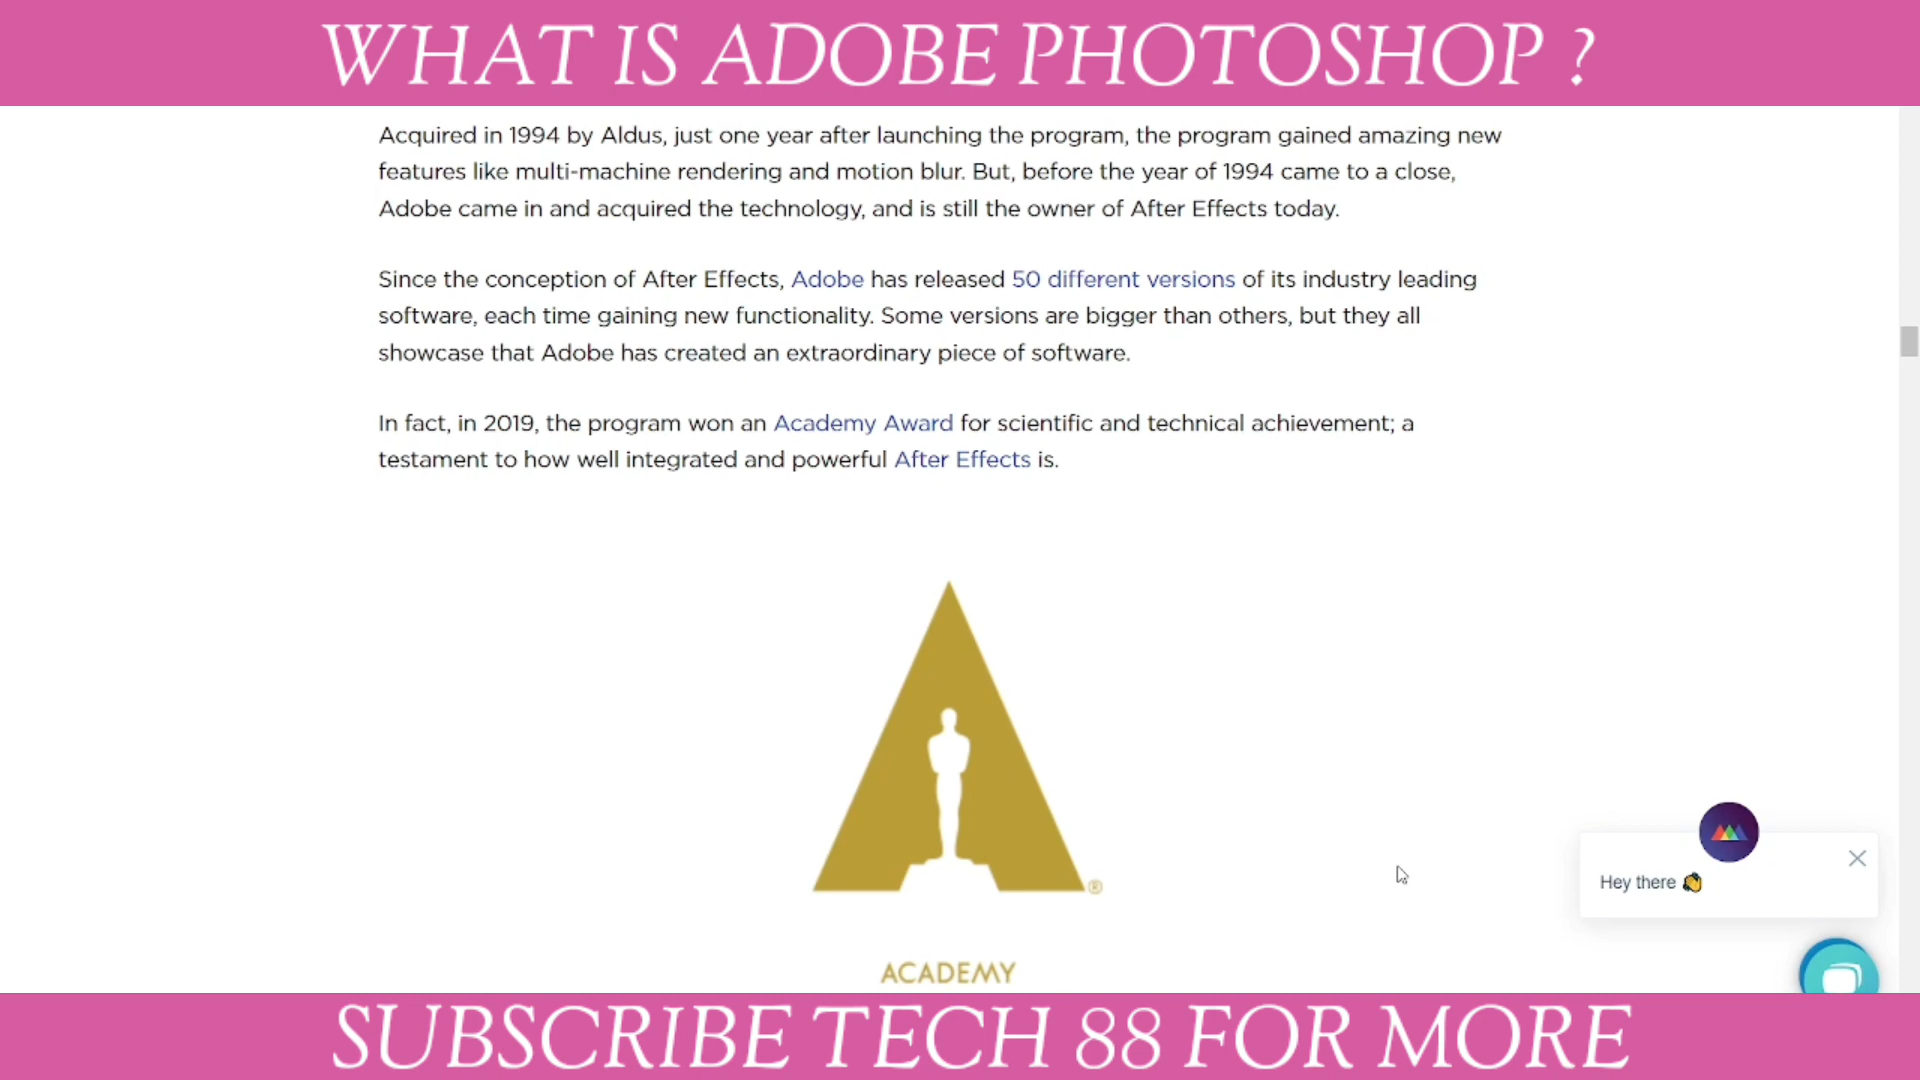 WHAT IS ADOBE PHOTOSHOP ?
Acquired in 1994 by Aldus, just one year after launching the program, the program gained amazing new
features like multi-machine rendering and motion blur. But, before the year of 1994 came to a close,
Adobe came in and acquired the technology, and is still the owner of After Effects today.
Since the conception of After Effects, Adobe has released 50 different versions of its industry leading
software, each time gaining new functionality. Some versions are bigger than others, but they all
showcase that Adobe has created an extraordinary piece of software.
In fact, in 2019, the program won an Academy Award for scientific and technical achievement; a
testament to how well integrated and powerful After Effects is.
®
Hey there 👋
ACADEMY
SUBSCRIBE TECH 88 FOR MORE